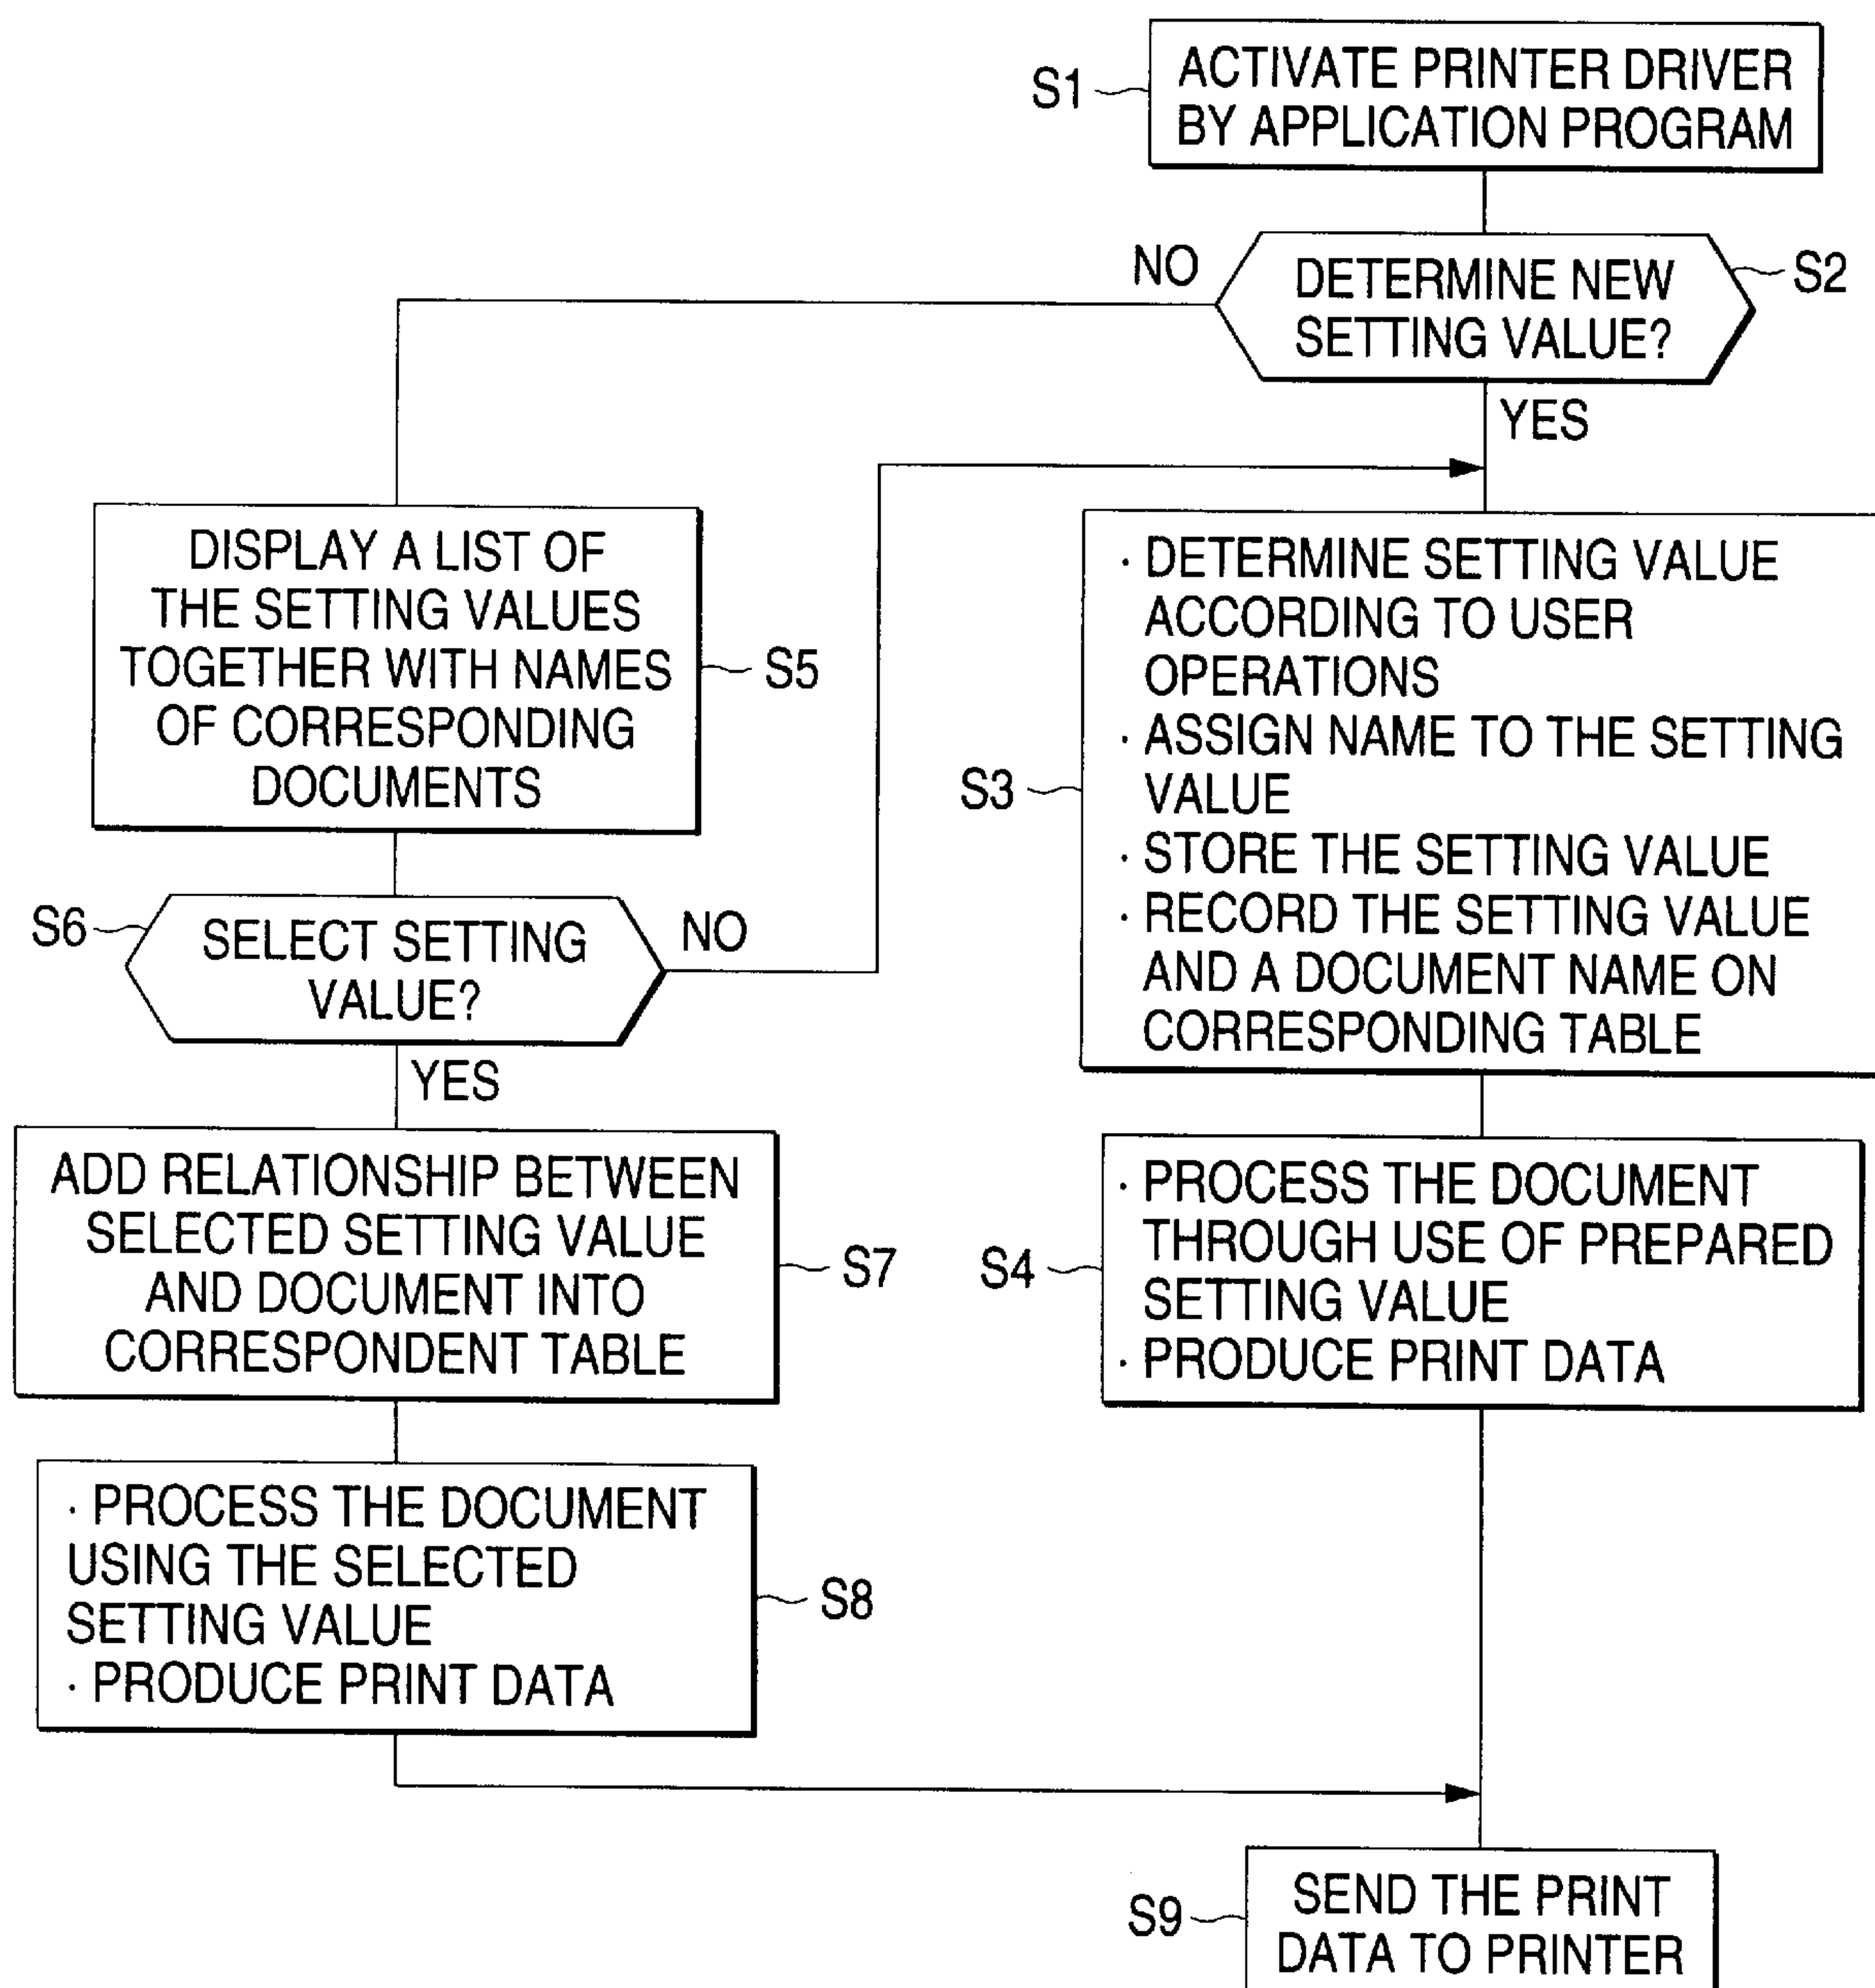 S1
ACTIVATE PRINTER DRIVER
BY APPLICATION PROGRAM
NO
DETERMINE NEW
SETTING VALUE?
S2
YES
DISPLAY A LIST OF
THE SETTING VALUES
TOGETHER WITH NAMES
OF CORRESPONDING
DOCUMENTS
S5
S3
· DETERMINE SETTING VALUE
ACCORDING TO USER
OPERATIONS
· ASSIGN NAME TO THE SETTING
VALUE
· STORE THE SETTING VALUE
· RECORD THE SETTING VALUE
AND A DOCUMENT NAME ON
CORRESPONDING TABLE
S6
SELECT SETTING
VALUE?
NO
YES
ADD RELATIONSHIP BETWEEN
SELECTED SETTING VALUE
AND DOCUMENT INTO
CORRESPONDENT TABLE
S7
S4
· PROCESS THE DOCUMENT
THROUGH USE OF PREPARED
SETTING VALUE
· PRODUCE PRINT DATA
· PROCESS THE DOCUMENT
USING THE SELECTED
SETTING VALUE
· PRODUCE PRINT DATA
S8
S9
SEND THE PRINT
DATA TO PRINTER